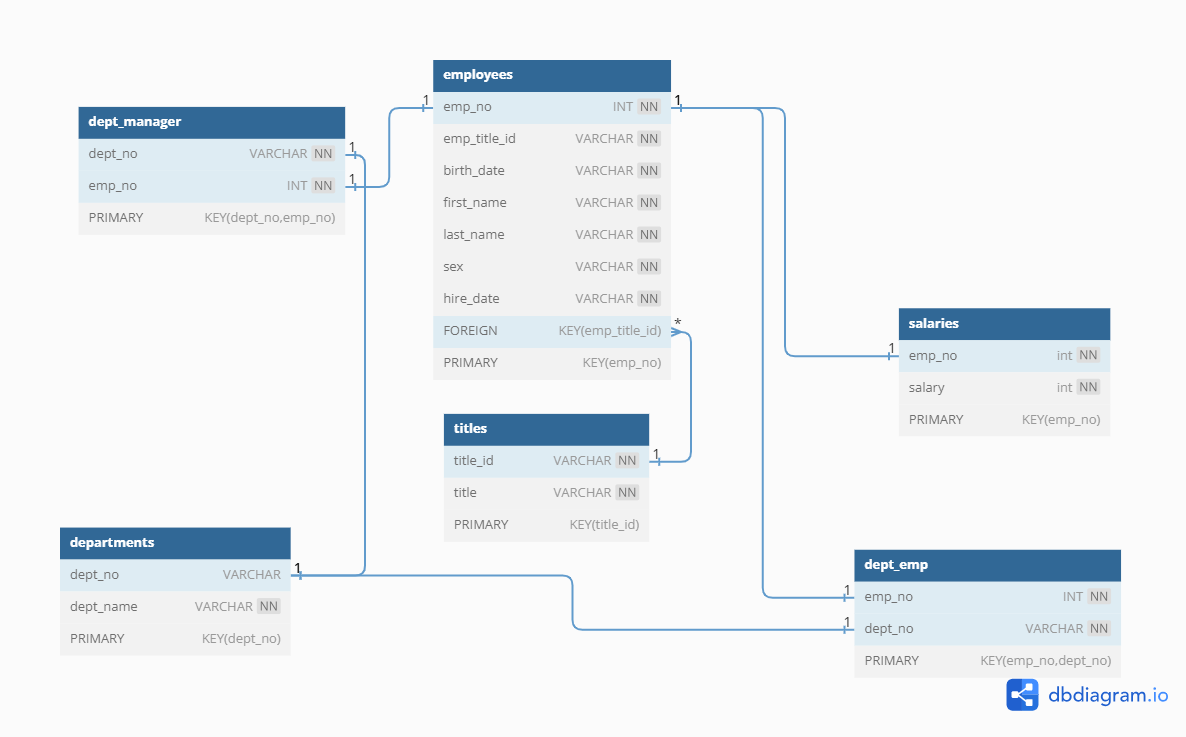 employees
emp_no INT NN
emp_title_id VARCHAR NN
birth_date VARCHAR NN
first_name VARCHAR NN
last_name VARCHAR NN
sex VARCHAR NN
hire_date VARCHAR NN
FOREIGN KEY(emp_title_id)
PRIMARY KEY(emp_no)
1
1
*
dept_manager
dept_no VARCHAR NN
emp_no INT NN
PRIMARY KEY(dept_no,emp_no)
1
1
salaries
emp_no int NN
salary int NN
PRIMARY KEY(emp_no)
1
titles
title_id VARCHAR NN
title VARCHAR NN
PRIMARY KEY(title_id)
1
departments
dept_no VARCHAR
dept_name VARCHAR NN
PRIMARY KEY(dept_no)
1
dept_emp
emp_no INT NN
dept_no VARCHAR NN
PRIMARY KEY(emp_no,dept_no)
1
1
dbdiagram.io